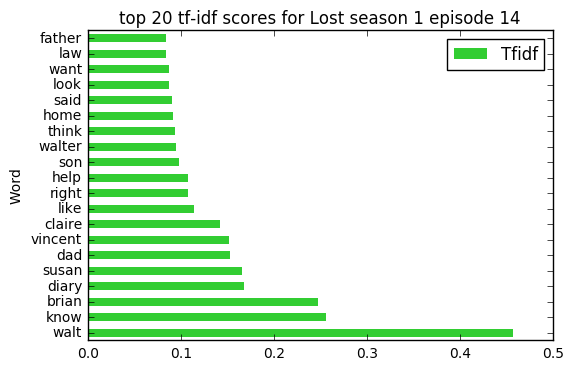 top 20 tf-idf scores for Lost season 1 episode 14
Tfidf
Word
father
law
want
look
said
home
think
walter
son
help
right
like
claire
vincent
dad
susan
diary
brian
know
walt
0.0 0.1 0.2 0.3 0.4 0.5